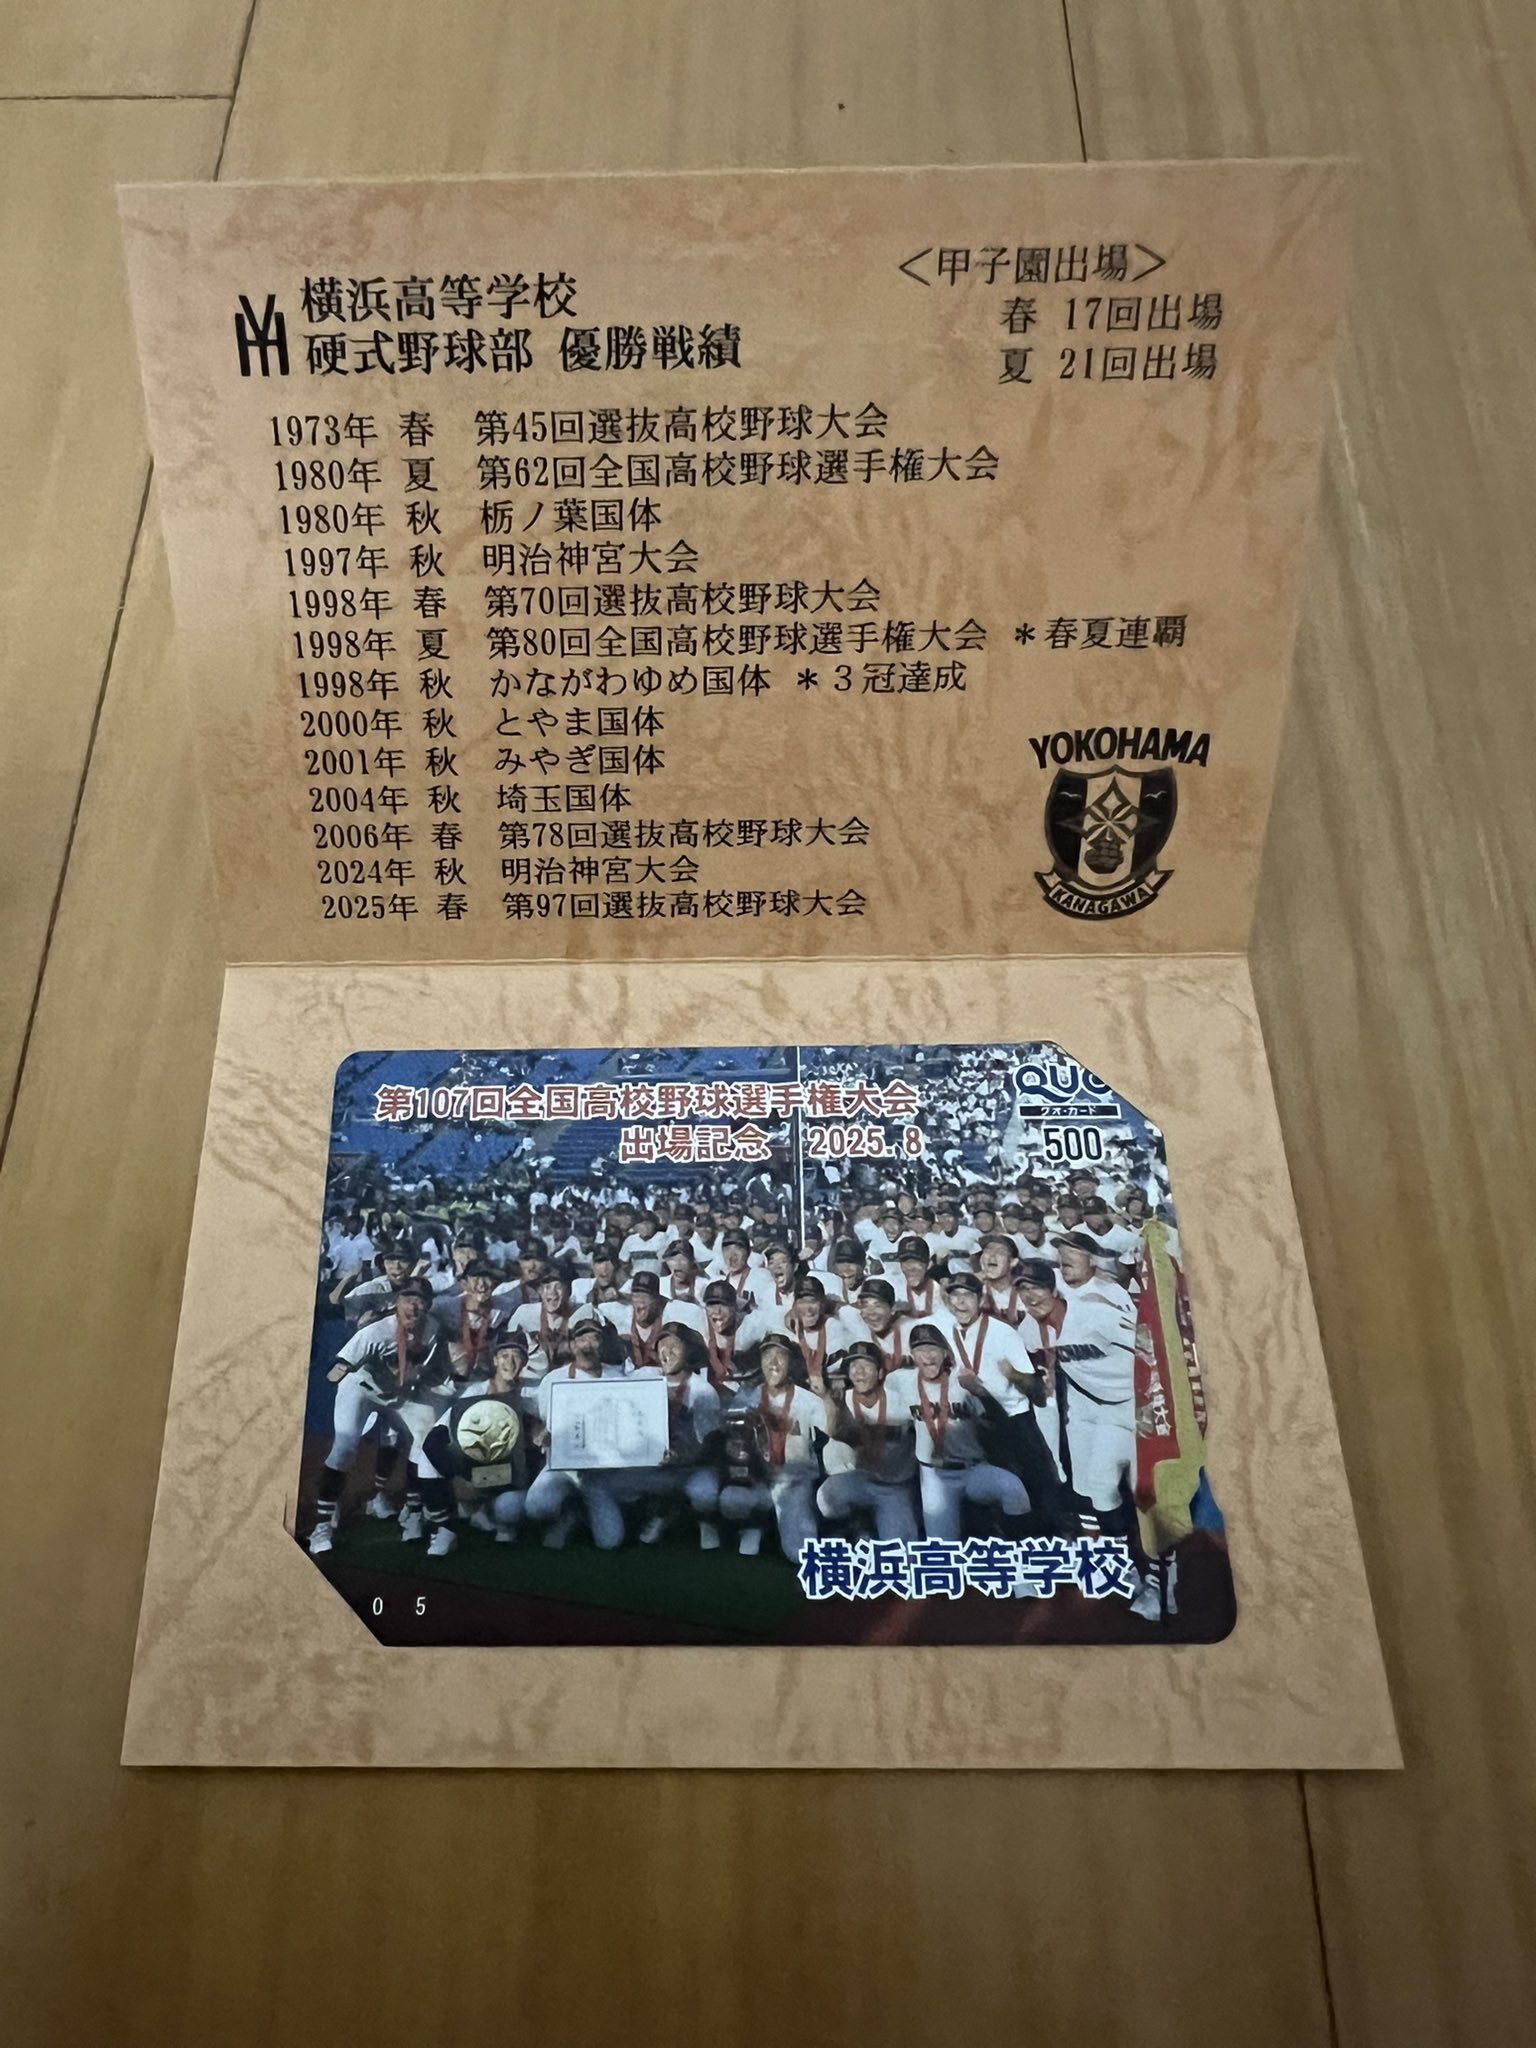 YH
横浜高等学校
硬式野球部 優勝戦績
＜甲子園出場＞
春 17回出場
夏 21回出場
1973年 春 第45回選抜高校野球大会
1980年 夏 第62回全国高校野球選手権大会
1980年 秋 栃ノ葉国体
1997年 秋 明治神宮大会
1998年 春 第70回選抜高校野球大会
1998年 夏 第80回全国高校野球選手権大会 ＊春夏連覇
1998年 秋 かながわゆめ国体 ＊３冠達成
2000年 秋 とやま国体
2001年 秋 みやぎ国体
2004年 秋 埼玉国体
2006年 春 第78回選抜高校野球大会
2024年 秋 明治神宮大会
2025年 春 第97回選抜高校野球大会
YOKOHAMA
KANAGAWA
第107回全国高校野球選手権大会
出場記念 2025.8
QUO
クオ・カード
500
横浜高等学校
0 5